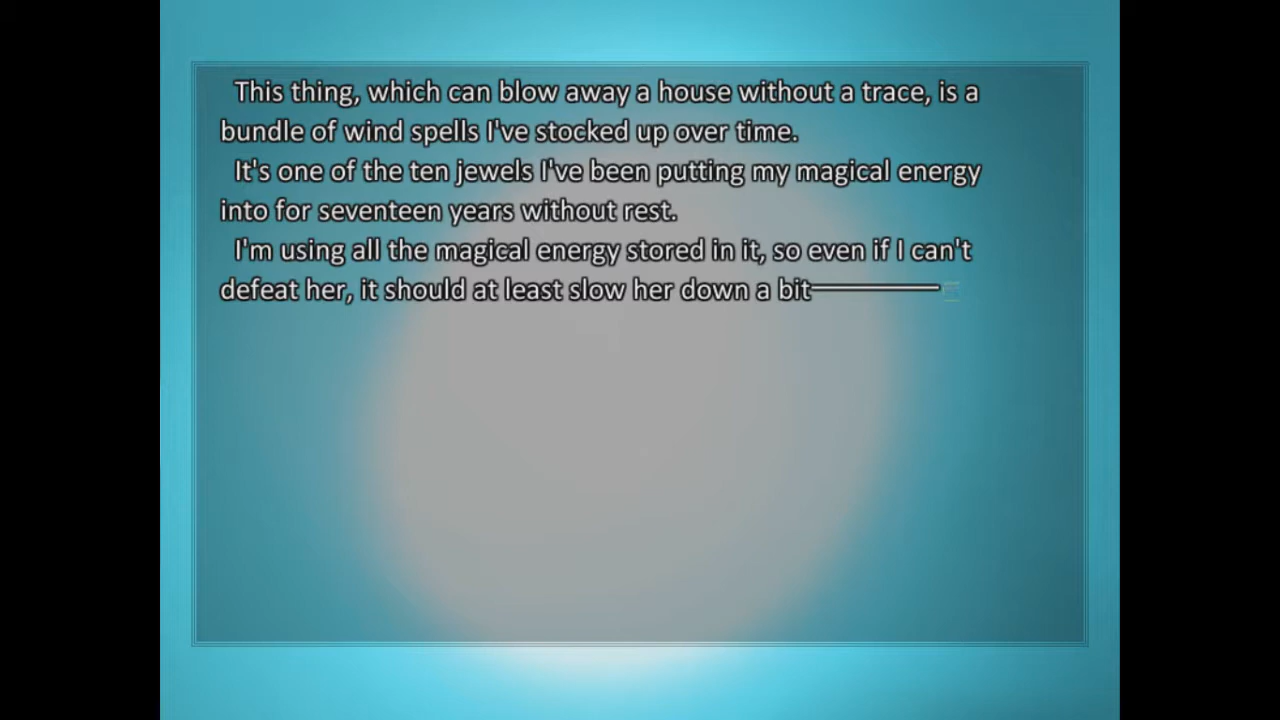 This thing, which can blow away a house without a trace, is a
bundle of wind spells I've stocked up over time.
It's one of the ten jewels I've been putting my magical energy
into for seventeen years without rest.
I'm using all the magical energy stored in it, so even if I can't
defeat her, it should at least slow her down a bit————